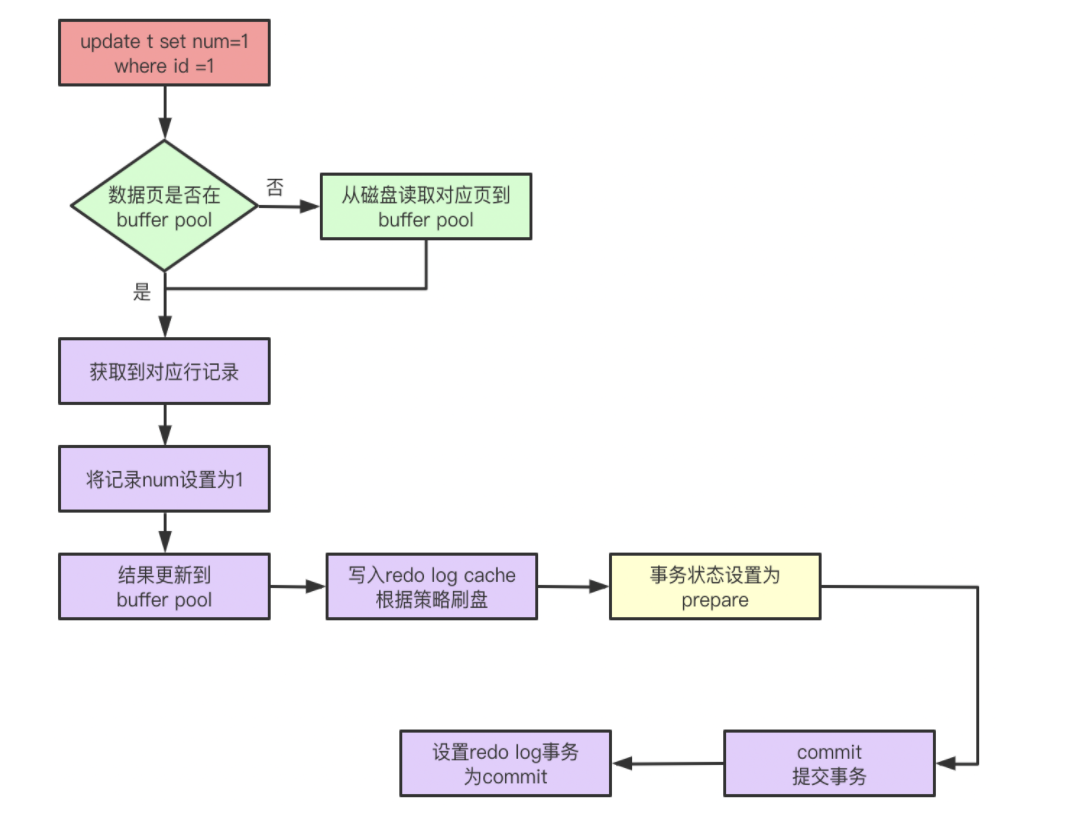 update t set num=1
where id =1
数据页是否在
buffer pool
否
从磁盘读取对应页到
buffer pool
是
获取到对应行记录
将记录num设置为1
结果更新到
buffer pool
写入redo log cache
根据策略刷盘
事务状态设置为
prepare
commit
提交事务
设置redo log事务
为commit